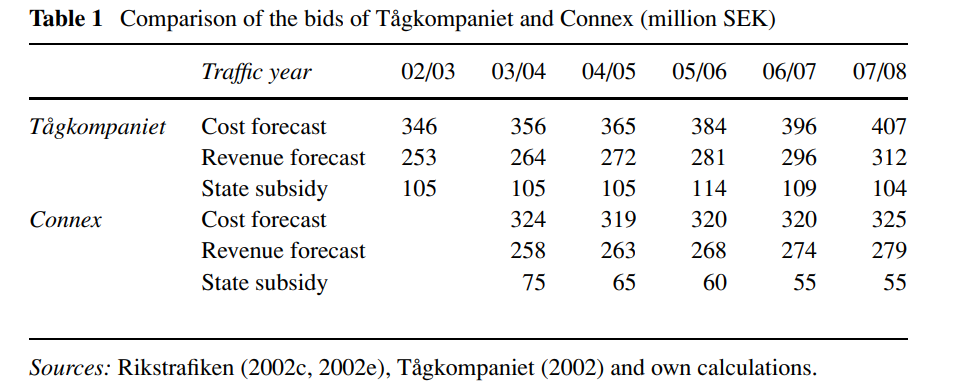 Table 1 Comparison of the bids of Tågkompaniet and Connex (million SEK)
Traffic year 02/03 03/04 04/05 05/06 06/07 07/08
Tågkompaniet Cost forecast 346 356 365 384 396 407
Revenue forecast 253 264 272 281 296 312
State subsidy 105 105 105 114 109 104
Connex Cost forecast 324 319 320 320 325
Revenue forecast 258 263 268 274 279
State subsidy 75 65 60 55 55
Sources: Rikstrafiken (2002c, 2002e), Tågkompaniet (2002) and own calculations.